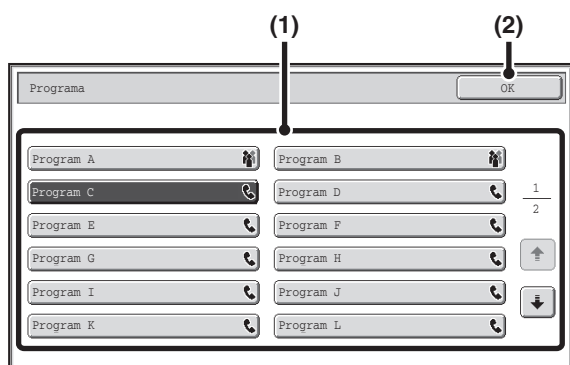 (1) (2)
Programa OK
Program A Program B
Program C Program D
1
Program E Program F
2
Program G Program H
Program I Program J
Program K Program L